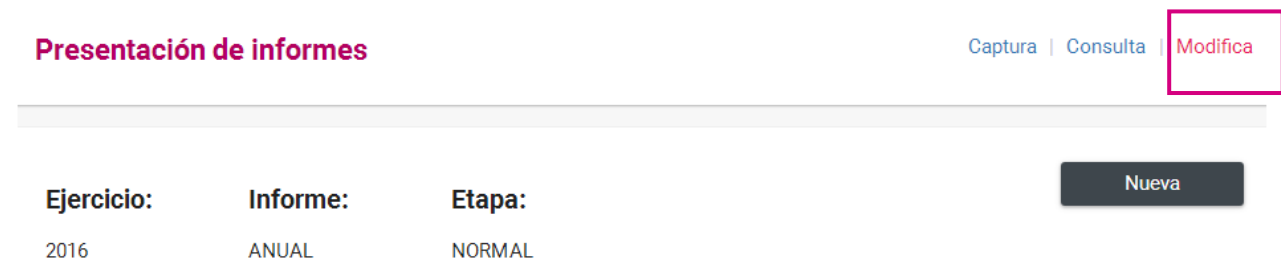 Presentación de informes
Captura | Consulta | Modifica
Nueva
Ejercicio: Informe: Etapa:
2016 ANUAL NORMAL